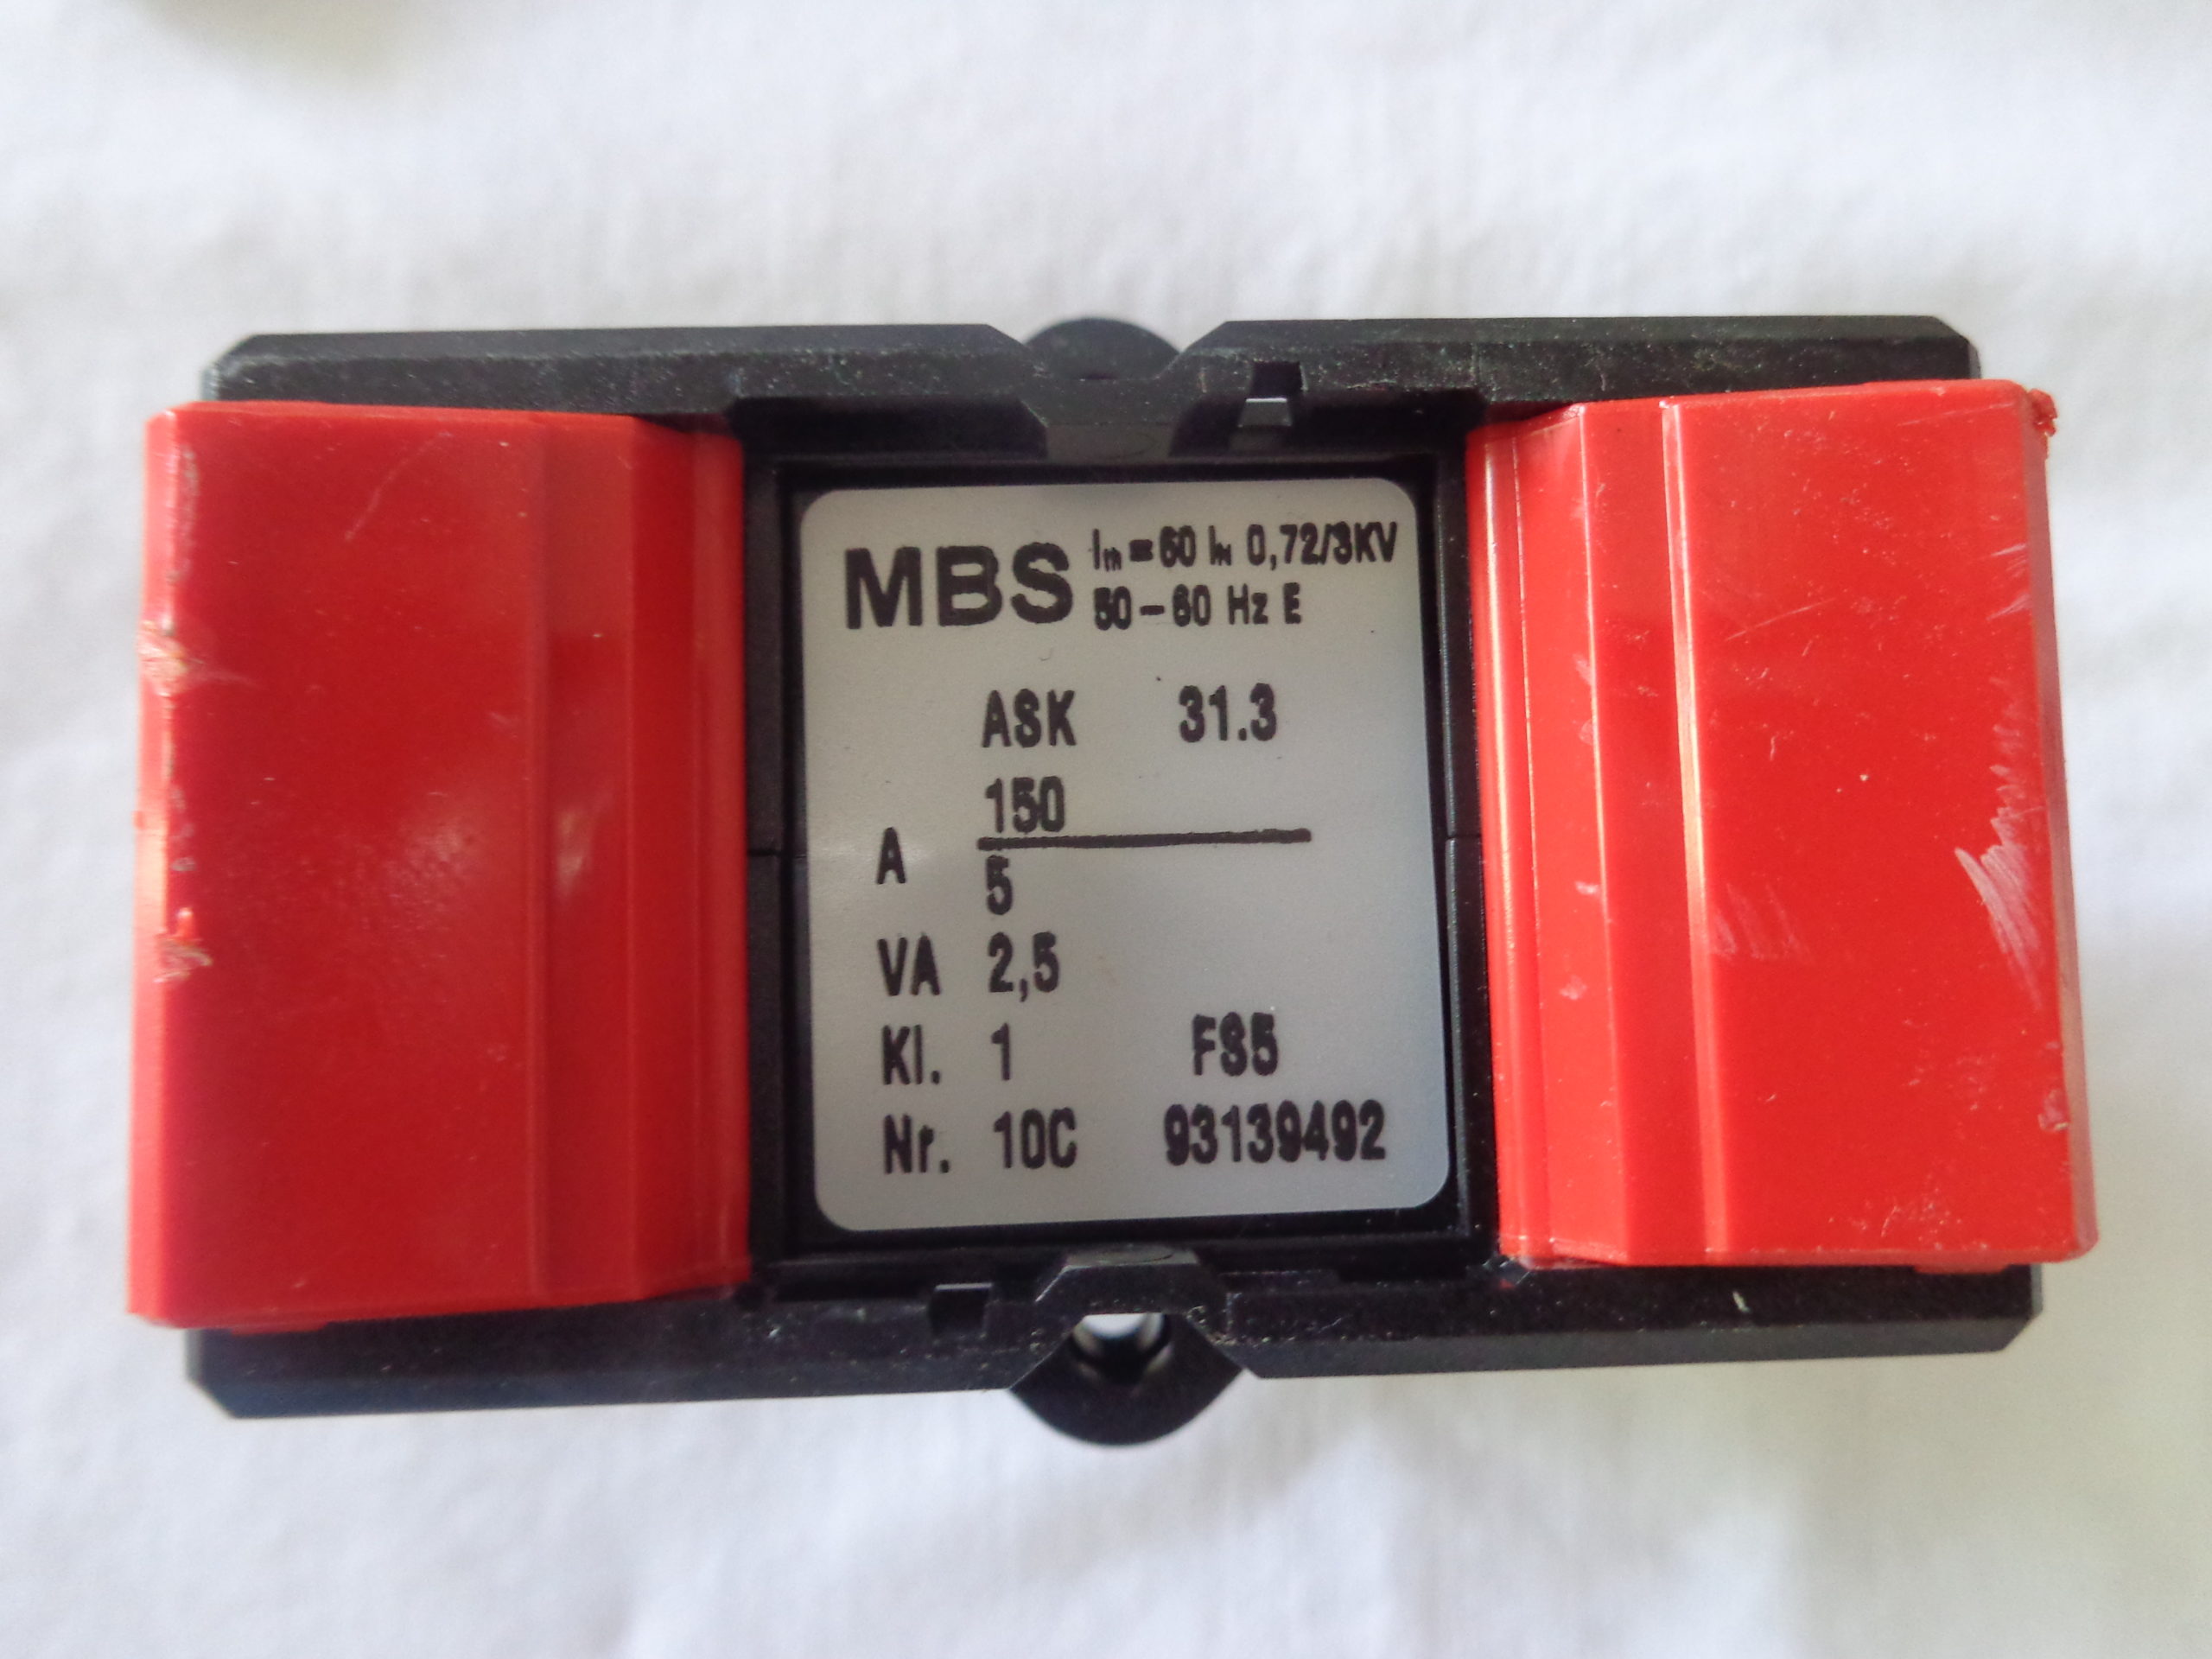 MBS Im=60 IN 0,72/3KV
50-60 Hz E
ASK 31.3
150
A
5
VA 2,5
Kl. 1 FS5
Nr. 10C 93139492